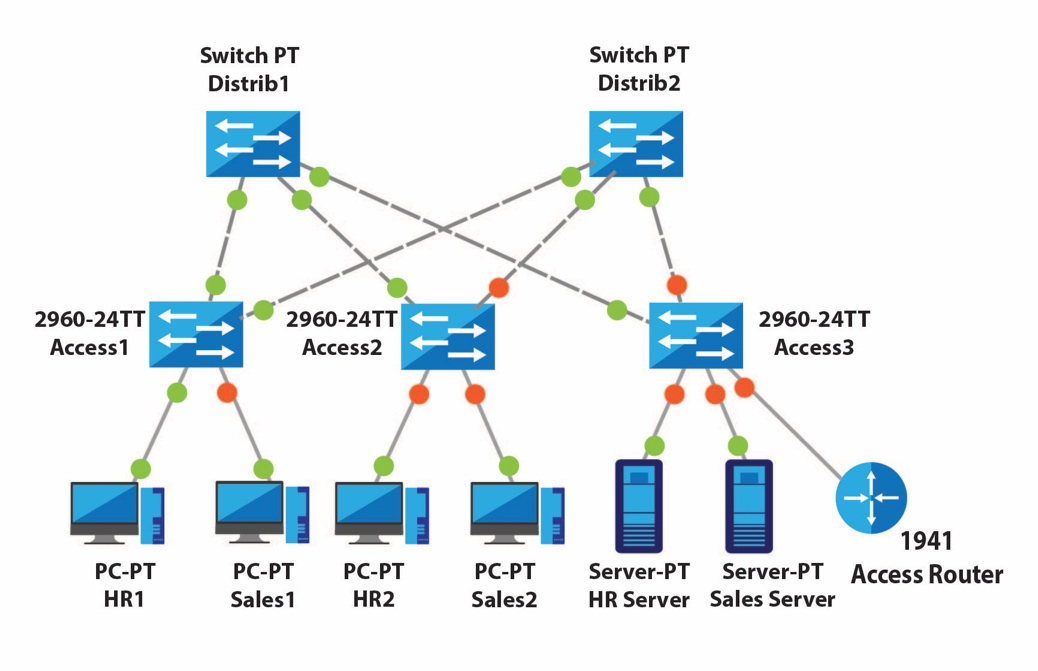 Switch PT
Distrib1
Switch PT
Distrib2
2960-24TT
Access1
2960-24TT
Access2
2960-24TT
Access3
PC-PT
HR1
PC-PT
Sales1
PC-PT
HR2
PC-PT
Sales2
Server-PT
HR Server
Server-PT
Sales Server
1941
Access Router